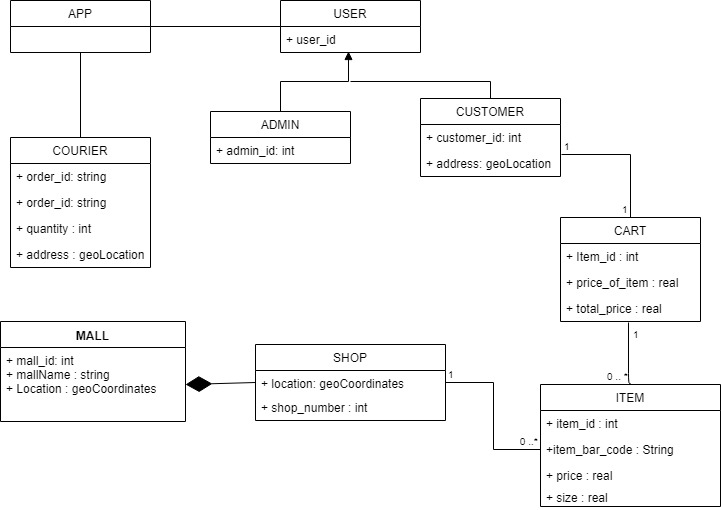 APP
USER
+ user_id
ADMIN
+ admin_id: int
CUSTOMER
+ customer_id: int
+ address: geoLocation
1
1
COURIER
+ order_id: string
+ order_id: string
+ quantity : int
+ address : geoLocation
CART
+ Item_id : int
+ price_of_item : real
+ total_price : real
1
0 .. *
MALL
+ mall_id: int
+ mallName : string
+ Location : geoCoordinates
SHOP
+ location: geoCoordinates
+ shop_number : int
1
0 ..*
ITEM
+ item_id : int
+item_bar_code : String
+ price : real
+ size : real